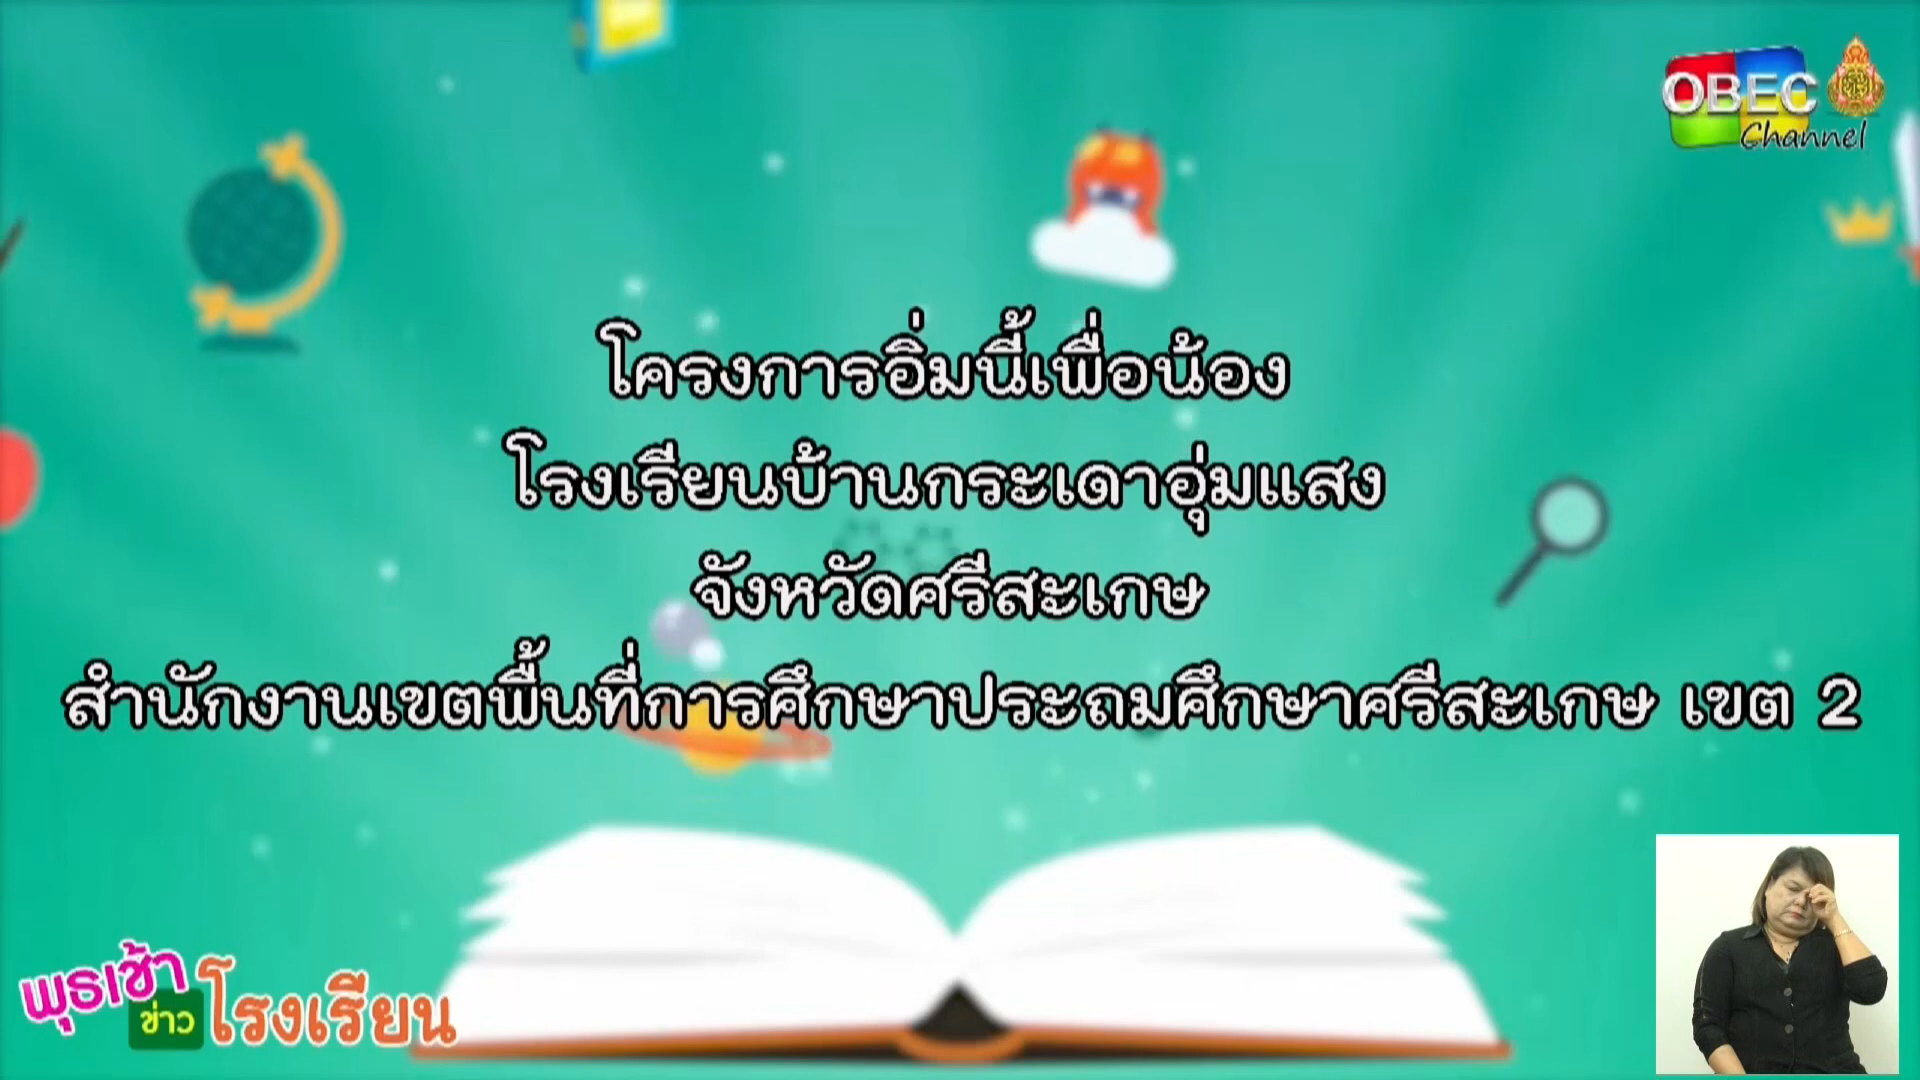 OBEC
Channel
โครงการอิ่มนี้เพื่อน้อง
โรงเรียนบ้านกระเดาอุ่มแสง
จังหวัดศรีสะเกษ
สำนักงานเขตพื้นที่การศึกษาประถมศึกษาศรีสะเกษ เขต 2
พุธเช้า
ข่าวโรงเรียน